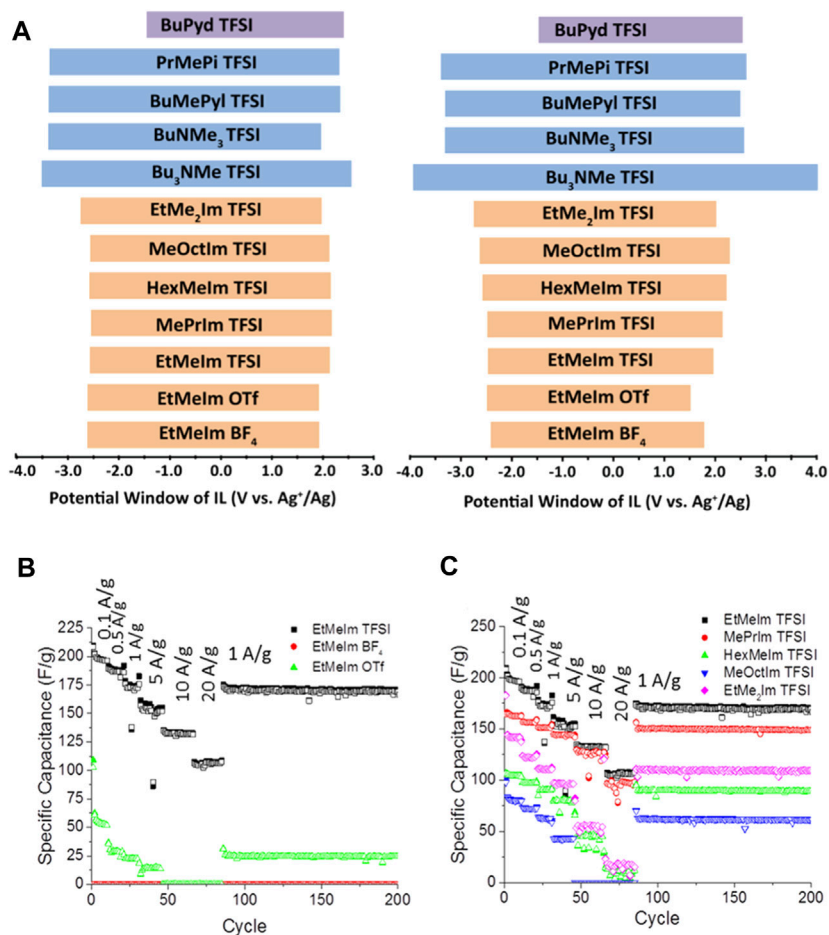 A
BuPyd TFSI
PrMePi TFSI
BuMePyl TFSI
BuNMe₃ TFSI
Bu₃NMe TFSI
EtMe₂Im TFSI
MeOctIm TFSI
HexMeIm TFSI
MePrIm TFSI
EtMeIm TFSI
EtMeIm OTf
EtMeIm BF₄
-4.0 -3.0 -2.0 -1.0 0.0 1.0 2.0 3.0
Potential Window of IL (V vs. Ag⁺/Ag)
BuPyd TFSI
PrMePi TFSI
BuMePyl TFSI
BuNMe₃ TFSI
Bu₃NMe TFSI
EtMe₂Im TFSI
MeOctIm TFSI
HexMeIm TFSI
MePrIm TFSI
EtMeIm TFSI
EtMeIm OTf
EtMeIm BF₄
-4.0 -3.0 -2.0 -1.0 0.0 1.0 2.0 3.0 4.0
Potential Window of IL (V vs. Ag⁺/Ag)
B
Specific Capacitance (F/g)
225
200
175
150
125
100
75
50
25
0
0.1 A/g
0.5 A/g
1 A/g
5 A/g
10 A/g
20 A/g
1 A/g
EtMeIm TFSI
EtMeIm BF₄
EtMeIm OTf
0 50 100 150 200
Cycle
C
Specific Capacitance (F/g)
250
200
150
100
50
0
0.1 A/g
0.5 A/g
1 A/g
5 A/g
10 A/g
20 A/g
1 A/g
EtMeIm TFSI
MePrIm TFSI
HexMeIm TFSI
MeOctIm TFSI
EtMe₂Im TFSI
0 50 100 150 200
Cycle